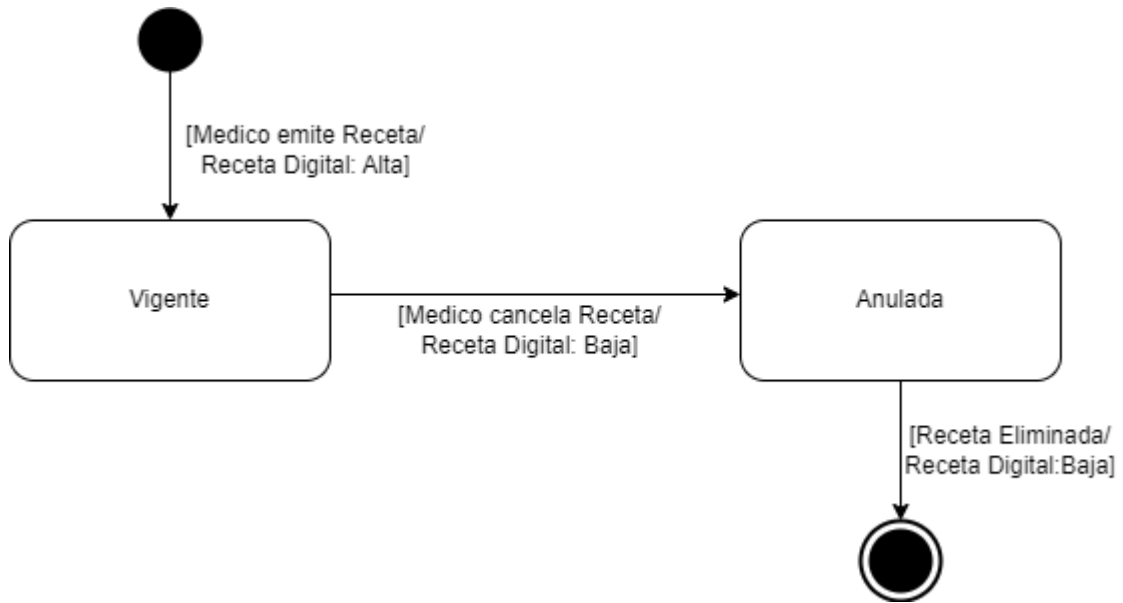 [Medico emite Receta/
Receta Digital: Alta]
Vigente
[Medico cancela Receta/
Receta Digital: Baja]
Anulada
[Receta Eliminada/
Receta Digital:Baja]